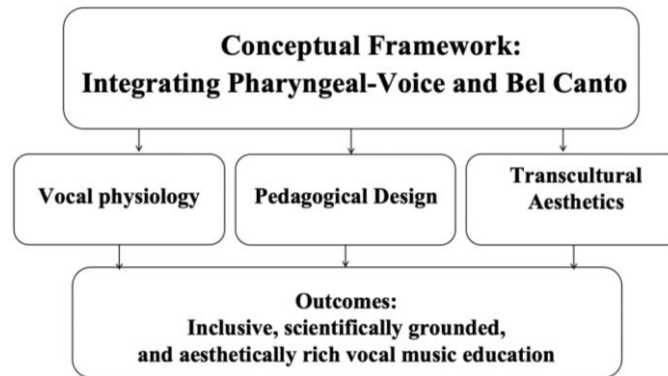 Conceptual Framework:
Integrating Pharyngeal-Voice and Bel Canto
Vocal physiology
Pedagogical Design
Transcultural
Aesthetics
Outcomes:
Inclusive, scientifically grounded,
and aesthetically rich vocal music education